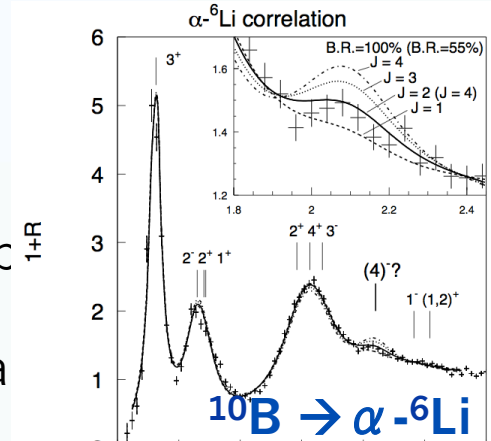 α-⁶Li correlation
B.R.=100% (B.R.=55%)
J = 4
J = 3
J = 2 (J = 4)
J = 1
1.6
1.4
1.2
1.8 2 2.2 2.4
6
5
4
3
2
1
1+R
3⁺
2⁻ 2⁺ 1⁺
2⁺ 4⁺ 3⁻
(4)⁻?
1⁻ (1,2)⁺
¹⁰B → α-⁶Li